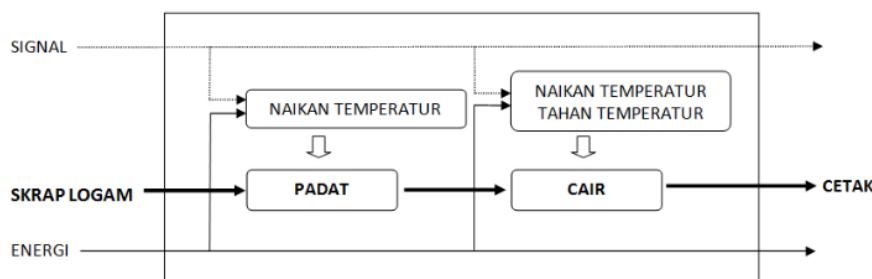 SIGNAL
NAIKAN TEMPERATUR
NAIKAN TEMPERATUR
TAHAN TEMPERATUR
SKRAP LOGAM
PADAT
CAIR
CETAK
ENERGI